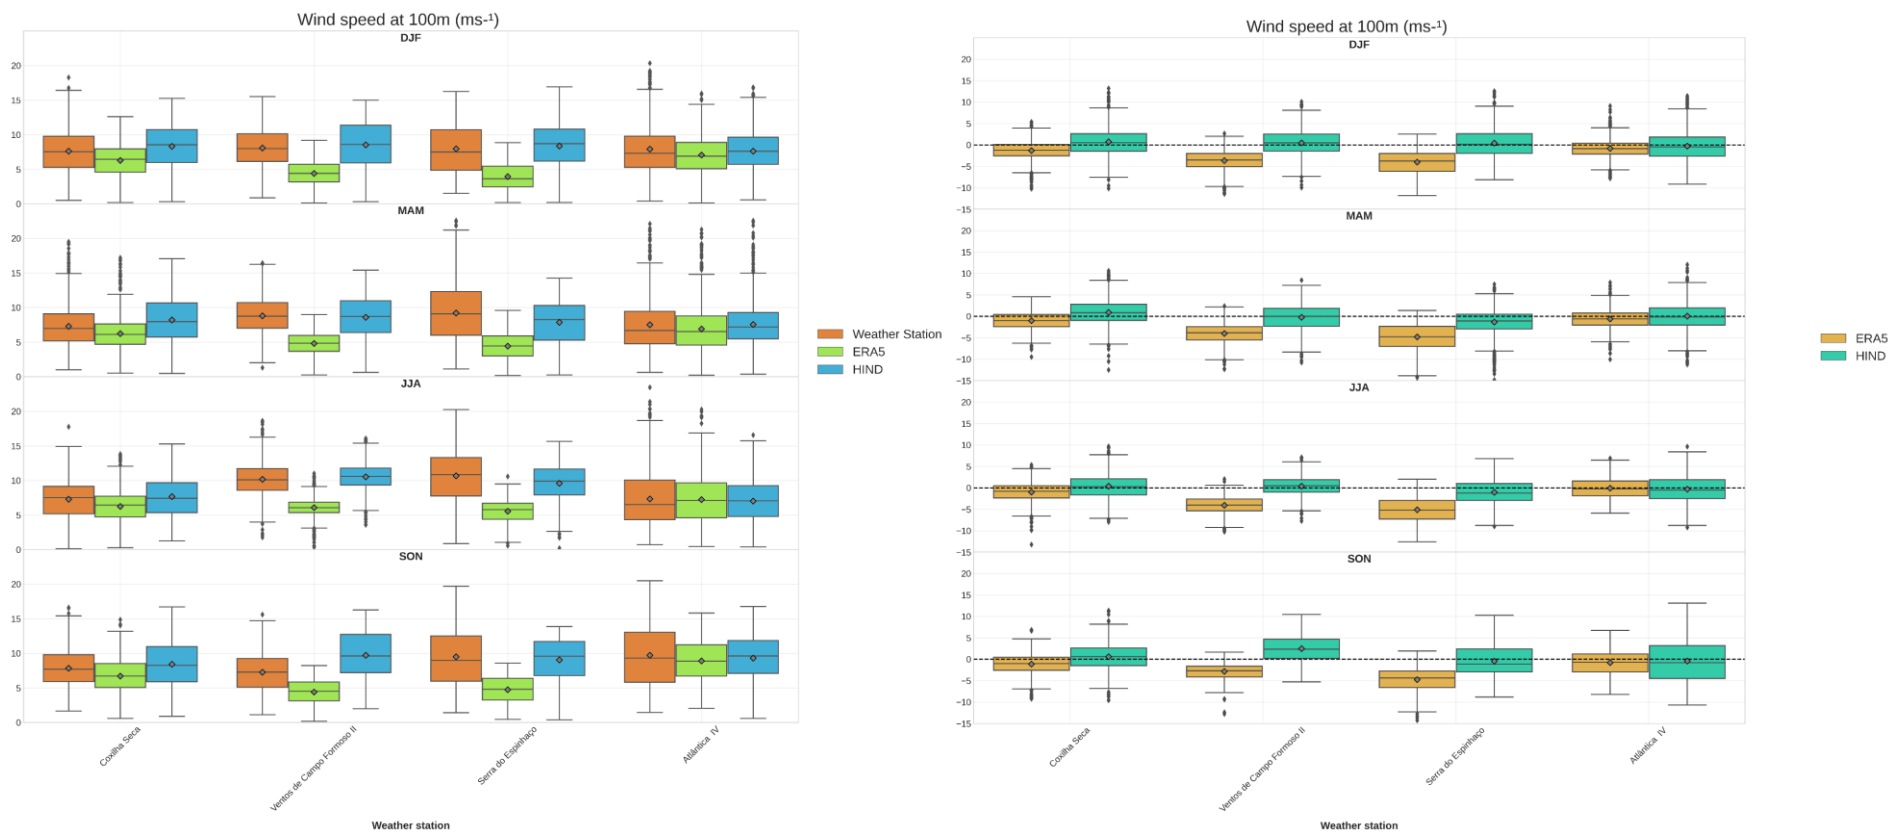 Wind speed at 100m (ms-¹)
DJF
20
15
10
5
0
MAM
20
15
10
5
0
JJA
20
15
10
5
0
SON
20
15
10
5
0
Coxilha Seca
Ventos de Campo Formoso II
Serra do Espinhaço
Atlântica IV
Weather station
Weather Station
ERA5
HIND
Wind speed at 100m (ms-¹)
DJF
20
15
10
5
0
−5
−10
−15
MAM
20
15
10
5
0
−5
−10
−15
JJA
20
15
10
5
0
−5
−10
−15
SON
20
15
10
5
0
−5
−10
−15
Coxilha Seca
Ventos de Campo Formoso II
Serra do Espinhaço
Atlântica IV
Weather station
ERA5
HIND